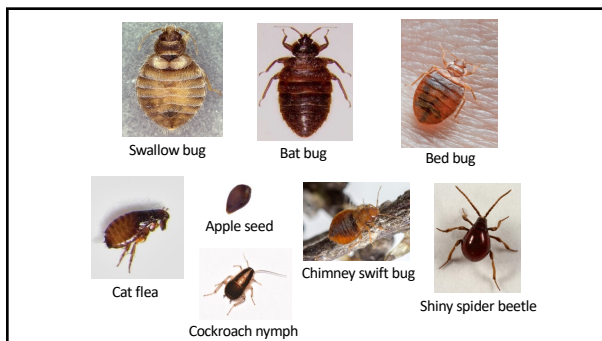 Swallow bug
Bat bug
Bed bug
Apple seed
Chimney swift bug
Cat flea
Shiny spider beetle
Cockroach nymph